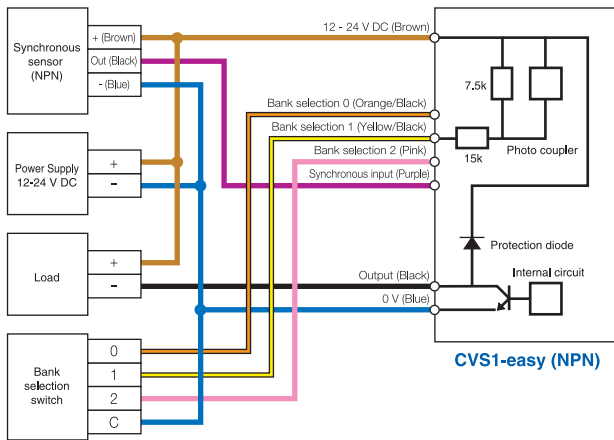 Synchronous
sensor
(NPN)
+ (Brown)
Out (Black)
- (Blue)
Power Supply
12-24 V DC
+
-
Load
+
-
Bank
selection
switch
0
1
2
C
12 - 24 V DC (Brown)
Bank selection 0 (Orange/Black)
Bank selection 1 (Yellow/Black)
Bank selection 2 (Pink)
Synchronous input (Purple)
Output (Black)
0 V (Blue)
7.5k
15k
Photo coupler
Protection diode
Internal circuit
CVS1-easy (NPN)